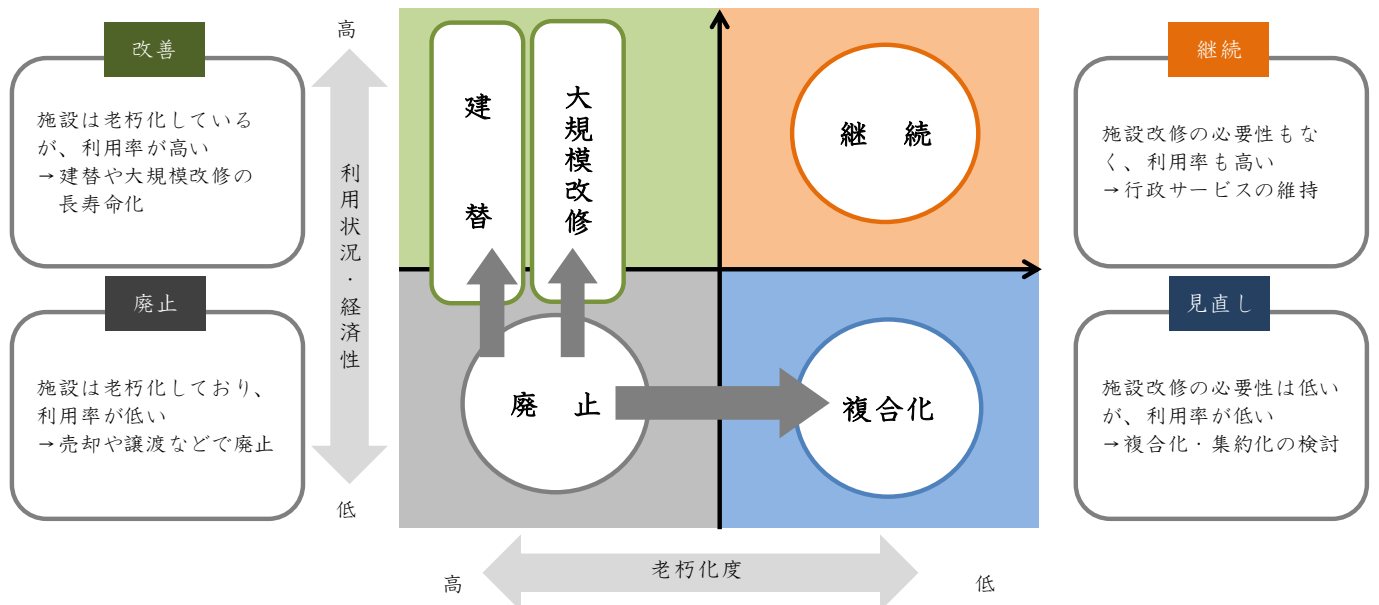 改善
施設は老朽化している
が、利用率が高い
→建替や大規模改修の
長寿命化
廃止
施設は老朽化しており、
利用率が低い
→売却や譲渡などで廃止
高
利用状況・経済性
低
建替
大規模改修
継続
廃止
複合化
高
老朽化度
低
継続
施設改修の必要性もな
く、利用率も高い
→行政サービスの維持
見直し
施設改修の必要性は低い
が、利用率が低い
→複合化・集約化の検討